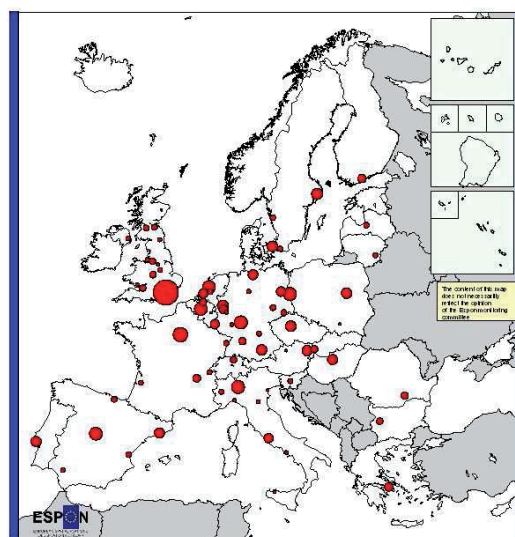 The content of this map
does not necessarily
reflect the opinion
of the Espon monitoring
committee
ESPON